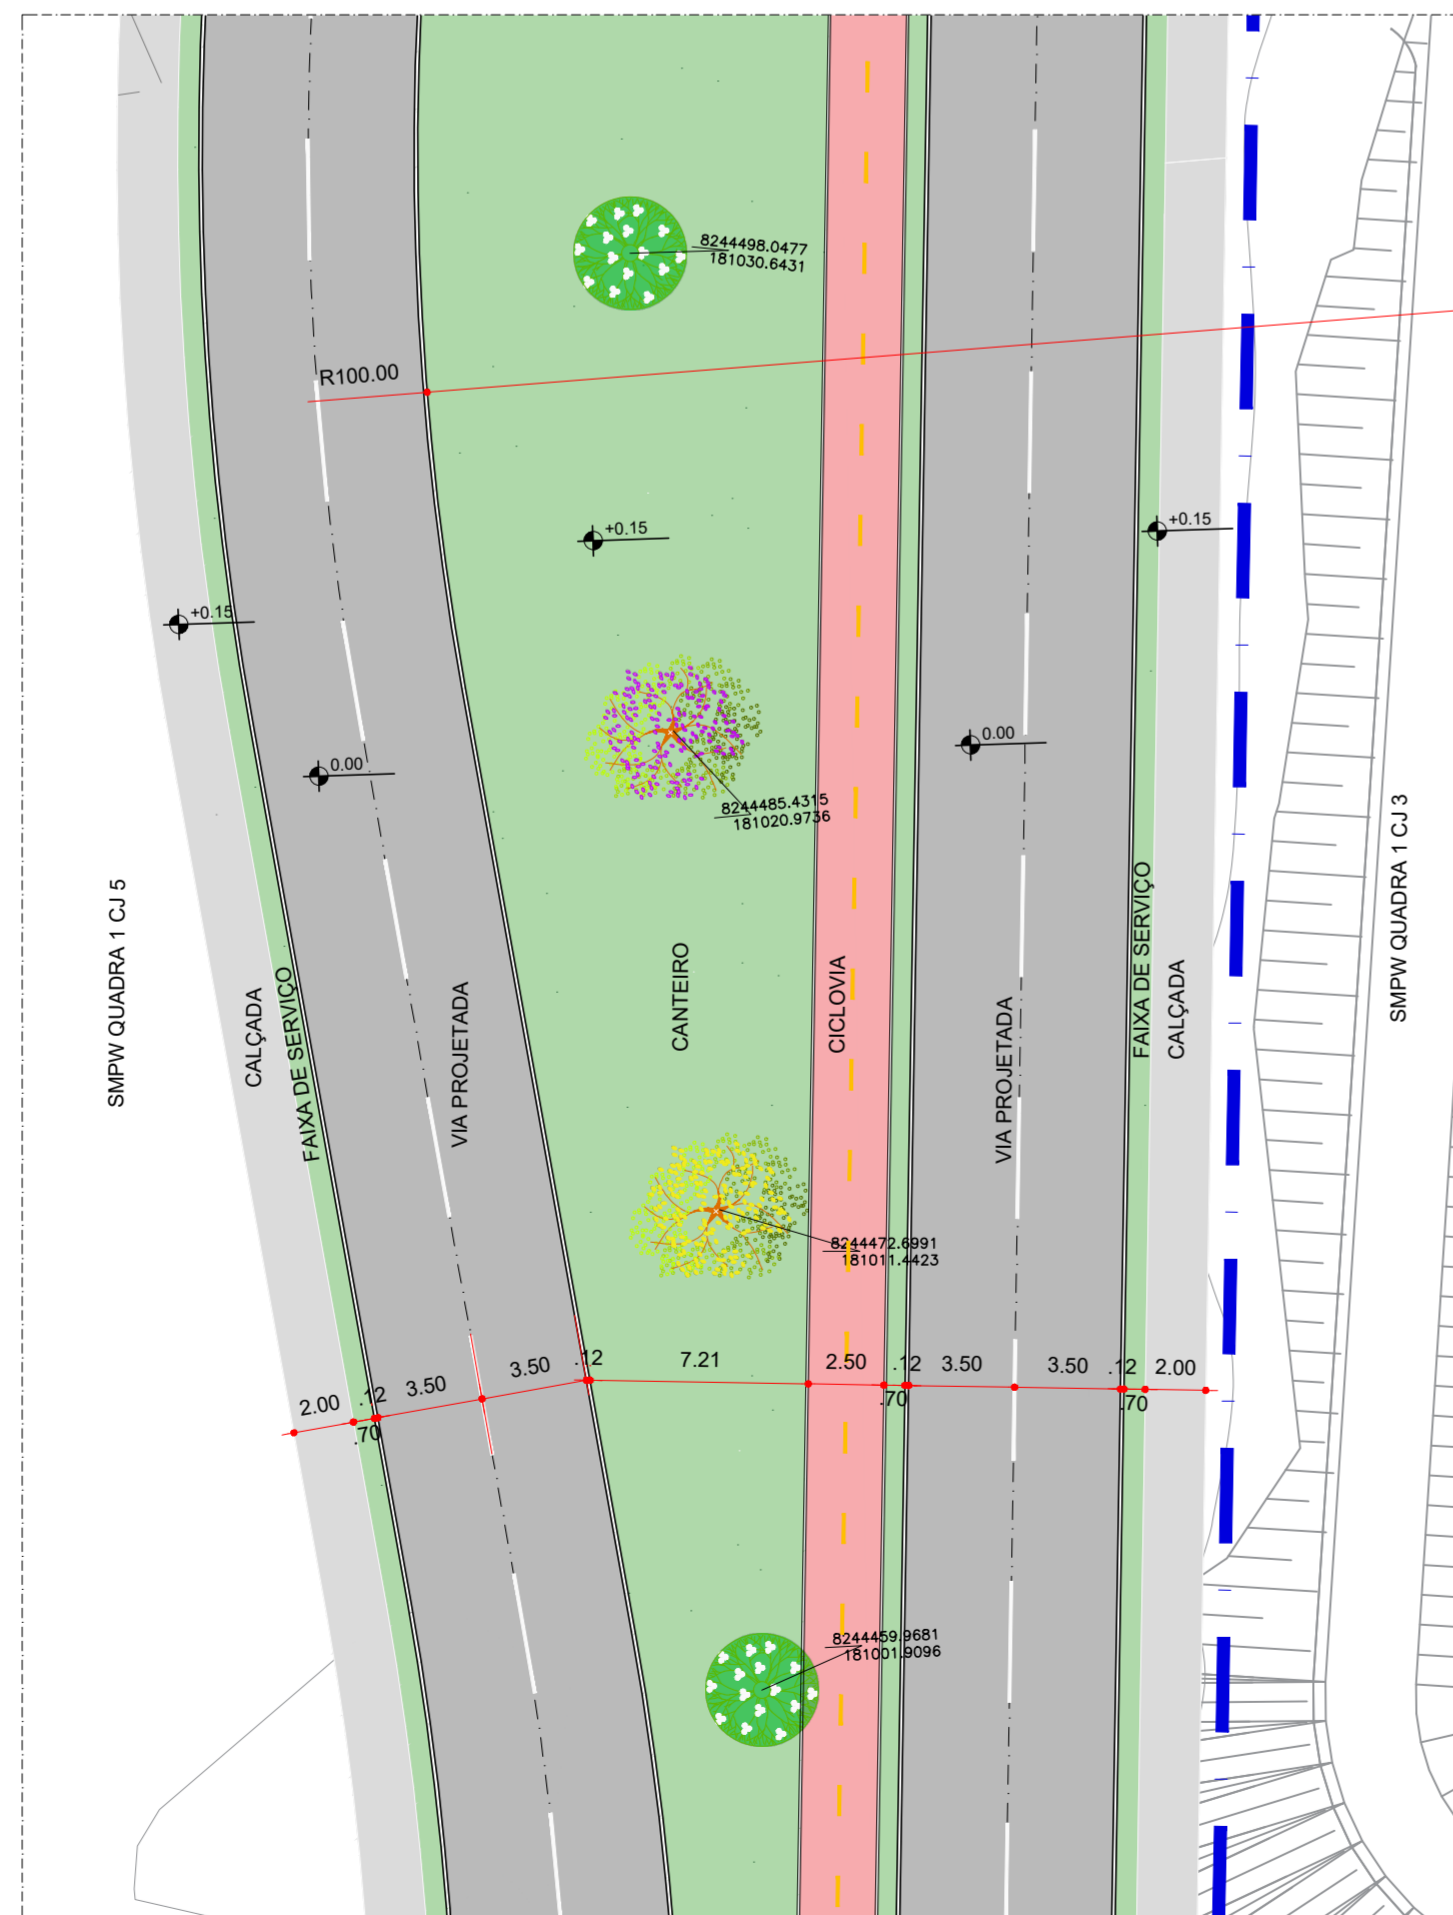 8244498.0477
181030.6431
R100.00
+0.15
+0.15
+0.15
0.00
0.00
8244485.4315
181020.9736
SMPW QUADRA 1 CJ 5
CALÇADA
FAIXA DE SERVIÇO
VIA PROJETADA
CANTEIRO
CICLOVIA
VIA PROJETADA
FAIXA DE SERVIÇO
CALÇADA
SMPW QUADRA 1 CJ 3
8244472.6991
181011.4423
2.00
.12
.70
3.50
3.50
.12
7.21
2.50
.12
.70
3.50
3.50
.12
.70
2.00
8244459.9681
181001.9096